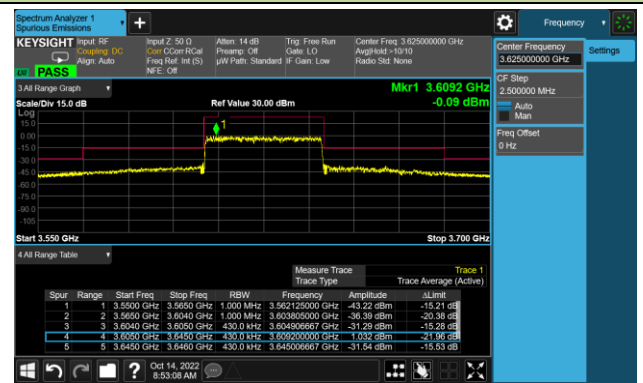 Spectrum Analyzer 1
Spurious Emissions
Frequency
KEYSIGHT
Input: RF
Coupling: DC
Align: Auto
Input Z: 50 Ω
Corr CCorr RCal
Freq Ref: Int (S)
NFE: Off
Atten: 14 dB
Preamp: Off
µW Path: Standard
Trig: Free Run
Gate: LO
IF Gain: Low
Center Freq: 3.625000000 GHz
Avg|Hold:>10/10
Radio Std: None
LXI
PASS
3 All Range Graph
Mkr1 3.6092 GHz
Scale/Div 15.0 dB
Ref Value 30.00 dBm
-0.09 dBm
Log
15.0
0.00
-15.0
-30.0
-45.0
-60.0
-75.0
-90.0
-105
1
Start 3.550 GHz
Stop 3.700 GHz
4 All Range Table
Measure Trace Trace 1
Trace Type Trace Average (Active)
Spur Range Start Freq Stop Freq RBW Frequency Amplitude ΔLimit
1 1 3.5500 GHz 3.5650 GHz 1.000 MHz 3.562125000 GHz -43.22 dBm -15.21 dB
2 2 3.5650 GHz 3.6040 GHz 1.000 MHz 3.603805000 GHz -36.39 dBm -20.38 dB
3 3 3.6040 GHz 3.6050 GHz 430.0 kHz 3.604906667 GHz -31.29 dBm -15.28 dB
4 4 3.6050 GHz 3.6450 GHz 430.0 kHz 3.609200000 GHz 1.032 dBm -21.96 dB
5 5 3.6450 GHz 3.6460 GHz 430.0 kHz 3.645006667 GHz -31.54 dBm -15.53 dB
Oct 14, 2022
8:53:08 AM
Center Frequency
3.625000000 GHz
Settings
CF Step
2.500000 MHz
Auto
Man
Freq Offset
0 Hz